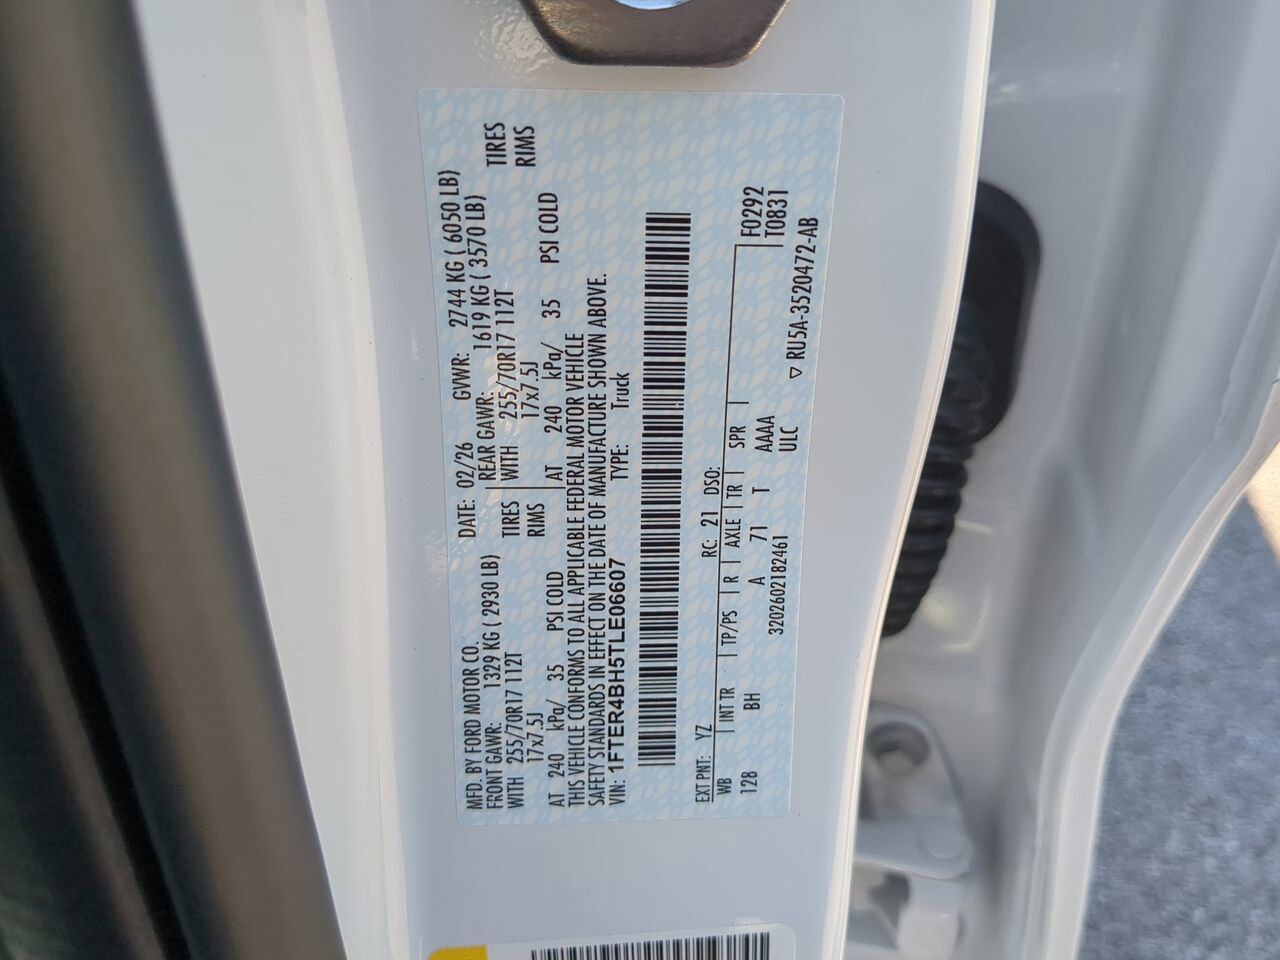 MFD. BY FORD MOTOR CO. DATE: 02/26 GVWR: 2744 KG ( 6050 LB)
FRONT GAWR: 1329 KG ( 2930 LB) REAR GAWR: 1619 KG ( 3570 LB)
WITH 255/70R17 112T TIRES WITH 255/70R17 112T TIRES
17x7.5J RIMS 17x7.5J RIMS
AT 240 kPa/ 35 PSI COLD AT 240 kPa/ 35 PSI COLD
THIS VEHICLE CONFORMS TO ALL APPLICABLE FEDERAL MOTOR VEHICLE
SAFETY STANDARDS IN EFFECT ON THE DATE OF MANUFACTURE SHOWN ABOVE.
VIN: 1FTER4BH5TLE06607 TYPE: Truck
EXT PNT: YZ RC: 21 DSO: F0292
WB INT TR TP/PS R AXLE TR SPR T0831
128 BH A 71 T AAAA
3202602182461 ULC
▽ RU5A-3520472-AB